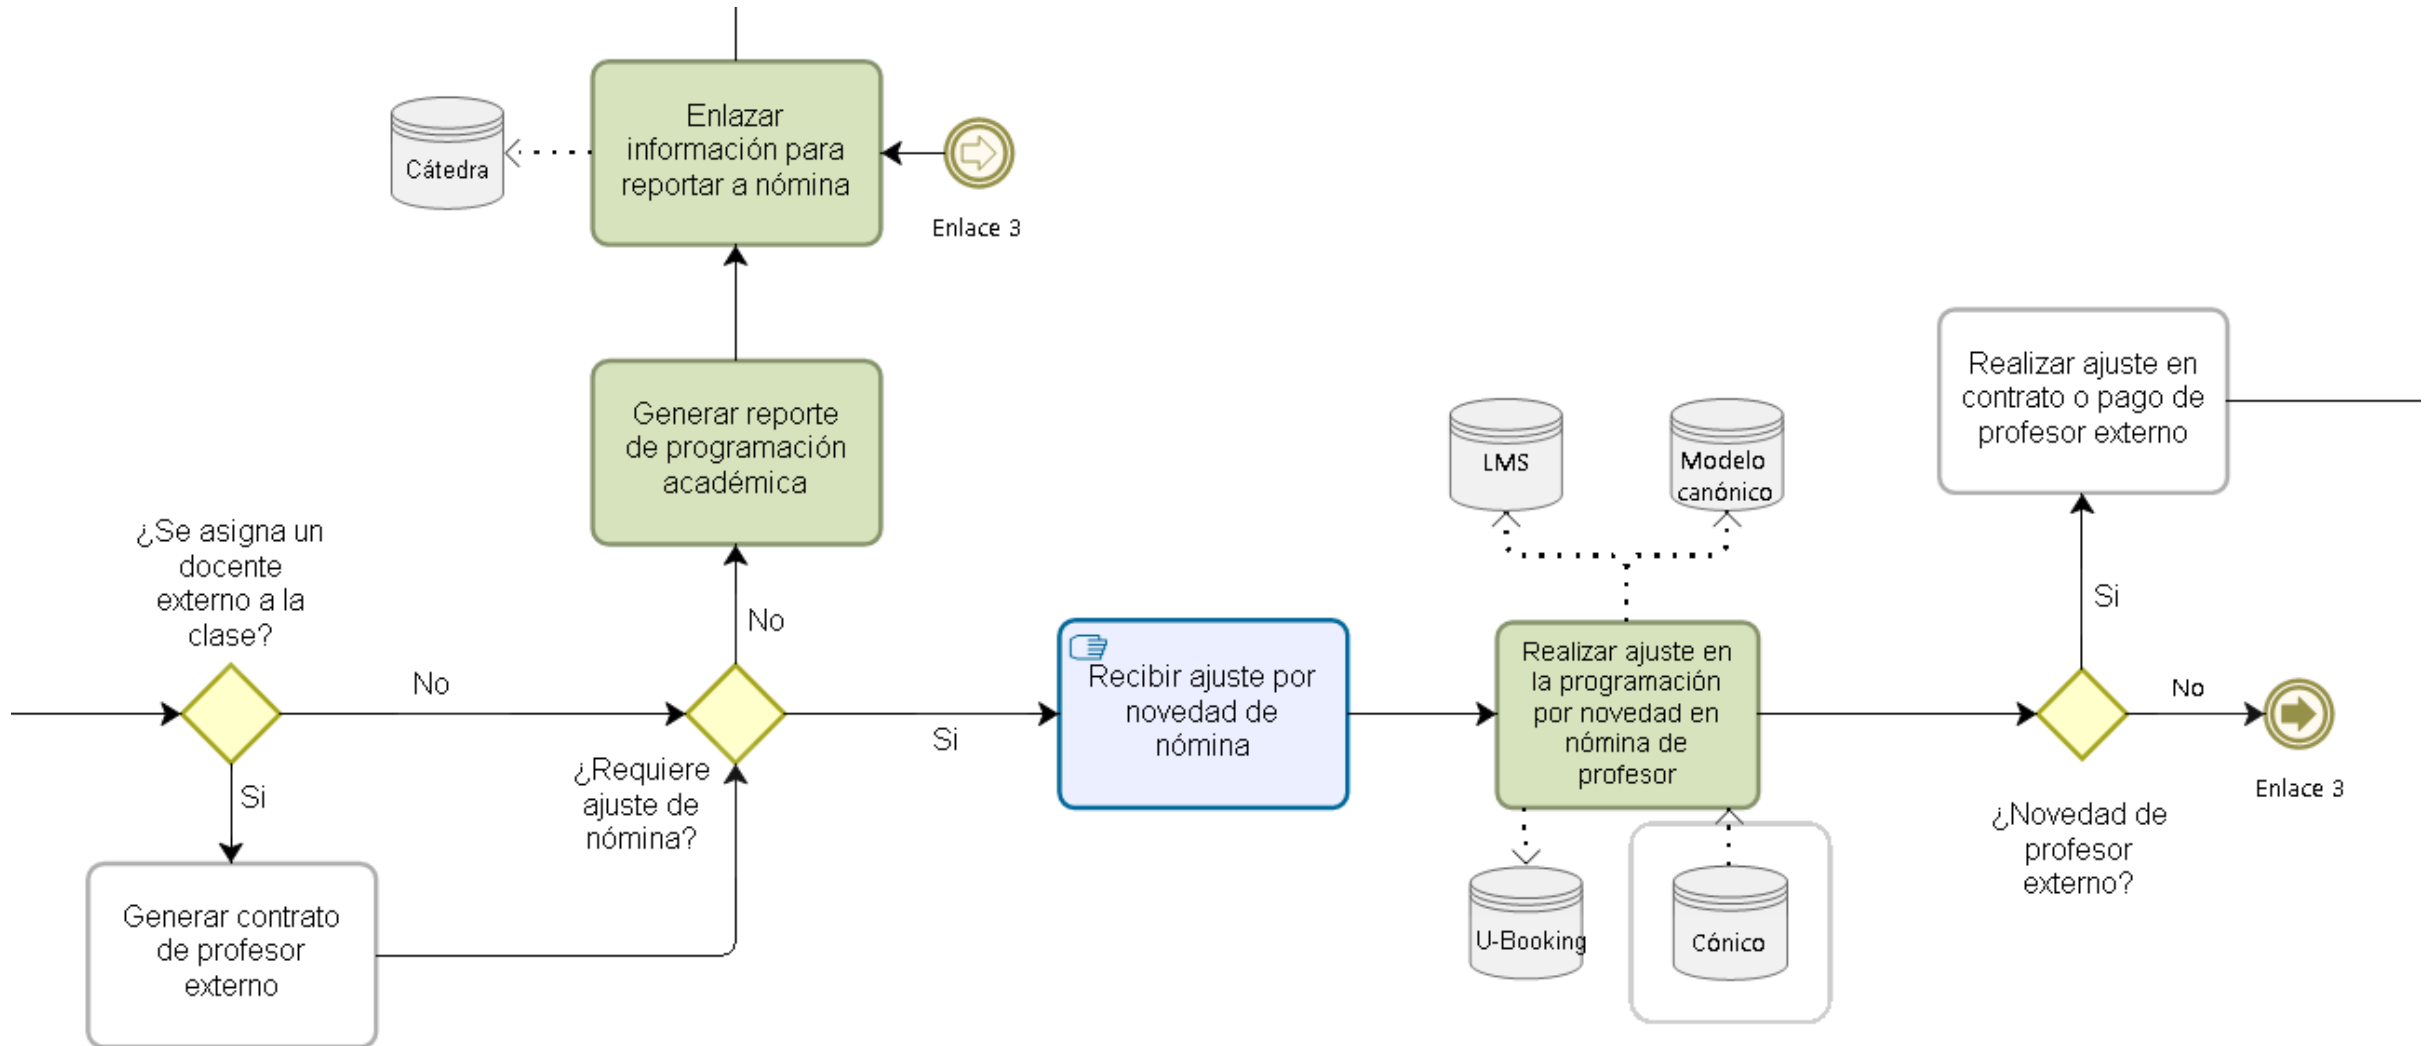 Enlazar
información para
reportar a nómina
Cátedra
Enlace 3
Generar reporte
de programación
académica
¿Se asigna un
docente
externo a la
clase?
No
Si
Generar contrato
de profesor
externo
No
¿Requiere
ajuste de
nómina?
Si
Recibir ajuste por
novedad de
nómina
LMS
Modelo
canónico
Realizar ajuste en
la programación
por novedad en
nómina de
profesor
U-Booking
Cónico
Realizar ajuste en
contrato o pago de
profesor externo
Si
No
Enlace 3
¿Novedad de
profesor
externo?